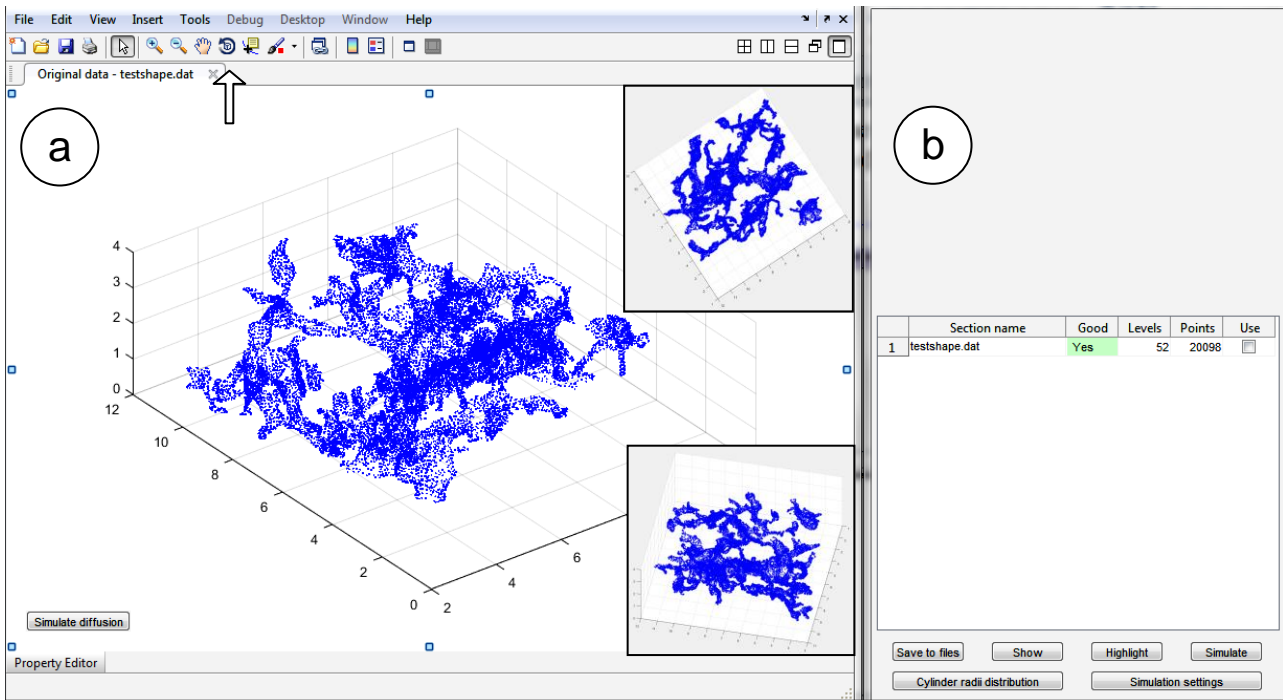 File Edit View Insert Tools Debug Desktop Window Help
Original data - testshape.dat
a
4
3
2
1
0
12
10
8
6
4
2
0
2
4
6
Simulate diffusion
Property Editor
b
Section name Good Levels Points Use
1 testshape.dat Yes 52 20098
Save to files Show Highlight Simulate
Cylinder radii distribution Simulation settings